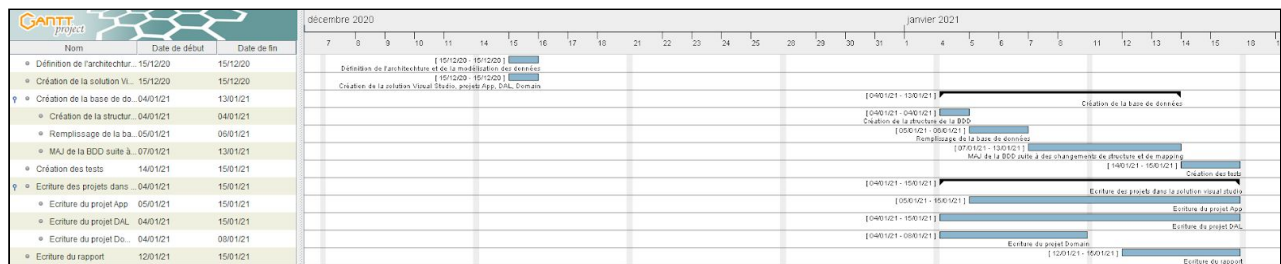 GANTT project
décembre 2020
janvier 2021
Nom Date de début Date de fin
7 8 9 10 11 14 15 16 17 18 21 22 23 24 25 28 29 30 31 1 4 5 6 7 8 11 12 13 14 15 18
Définition de l'architechtur... 15/12/20 15/12/20
[ 15/12/20 - 15/12/20 ]
Définition de l'architechture et de la modélisation des données
Création de la solution Vi... 15/12/20 15/12/20
[ 15/12/20 - 15/12/20 ]
Création de la solution Visual Studio, projets App, DAL, Domain
Création de la base de do... 04/01/21 13/01/21
[ 04/01/21 - 13/01/21 ]
Création de la base de données
Création de la structur... 04/01/21 04/01/21
[ 04/01/21 - 04/01/21 ]
Création de la structure de la BDD
Remplissage de la ba... 05/01/21 06/01/21
[ 05/01/21 - 06/01/21 ]
Remplissage de la base de données
MAJ de la BDD suite à... 07/01/21 13/01/21
[ 07/01/21 - 13/01/21 ]
MAJ de la BDD suite à des changements de structure et de mapping
Création des tests 14/01/21 15/01/21
[ 14/01/21 - 15/01/21 ]
Création des tests
Ecriture des projets dans ... 04/01/21 15/01/21
[ 04/01/21 - 15/01/21 ]
Ecriture des projets dans la solution visual studio
Ecriture du projet App 05/01/21 15/01/21
[ 05/01/21 - 15/01/21 ]
Ecriture du projet App
Ecriture du projet DAL 04/01/21 15/01/21
[ 04/01/21 - 15/01/21 ]
Ecriture du projet DAL
Ecriture du projet Do... 04/01/21 08/01/21
[ 04/01/21 - 08/01/21 ]
Ecriture du projet Domain
Ecriture du rapport 12/01/21 15/01/21
[ 12/01/21 - 15/01/21 ]
Ecriture du rapport